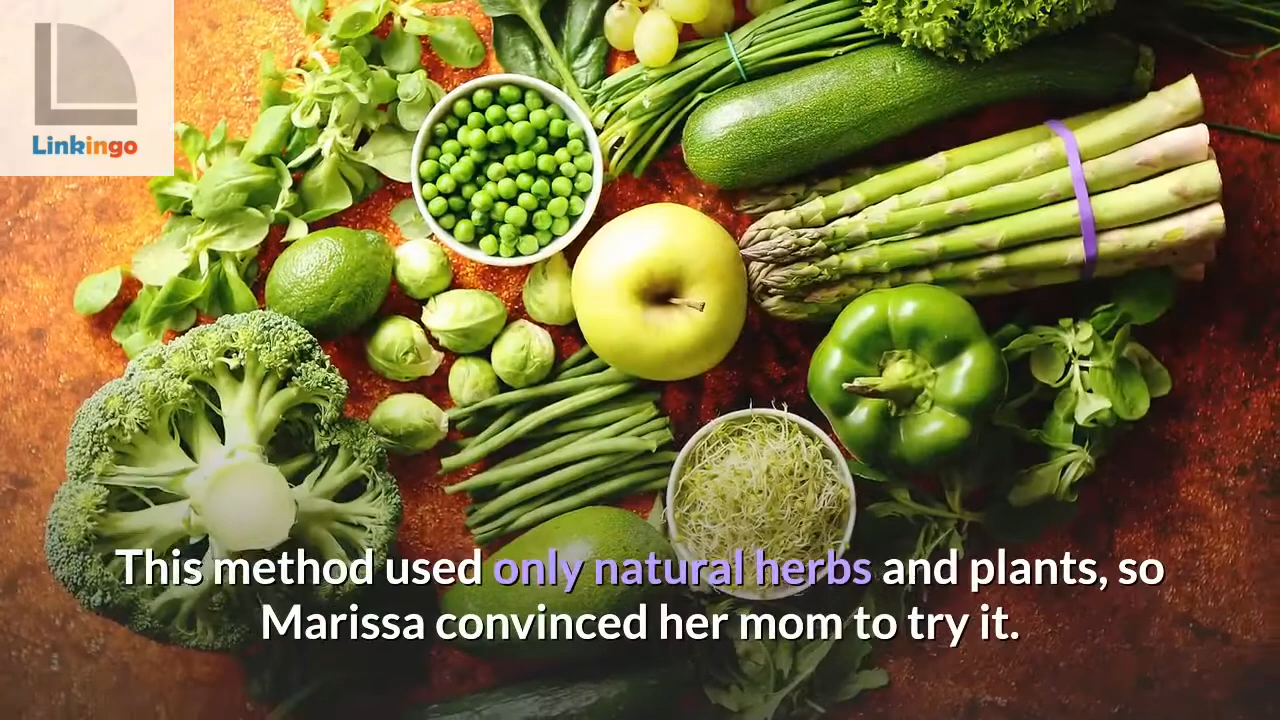 Linkingo
This method used only natural herbs and plants, so
Marissa convinced her mom to try it.